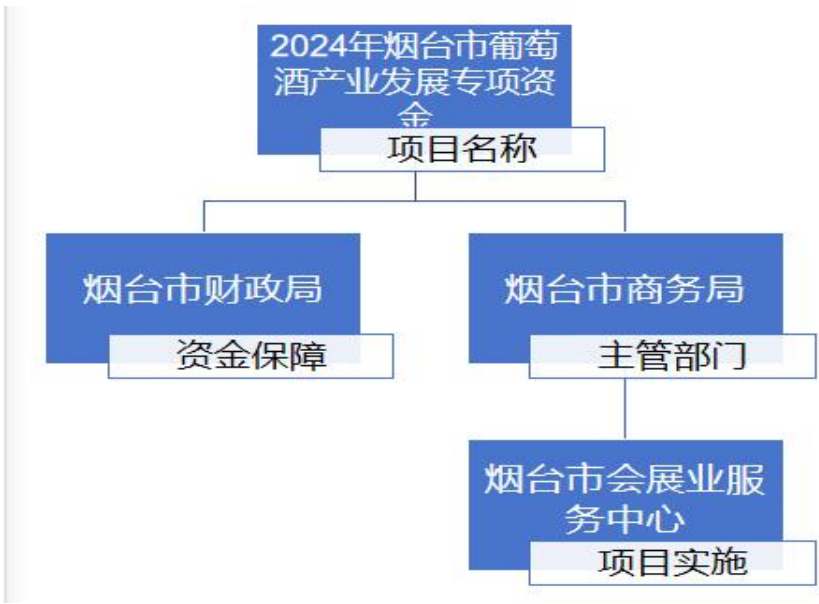 2024年烟台市葡萄
酒产业发展专项资
金
项目名称
烟台市财政局
资金保障
烟台市商务局
主管部门
烟台市会展业服
务中心
项目实施